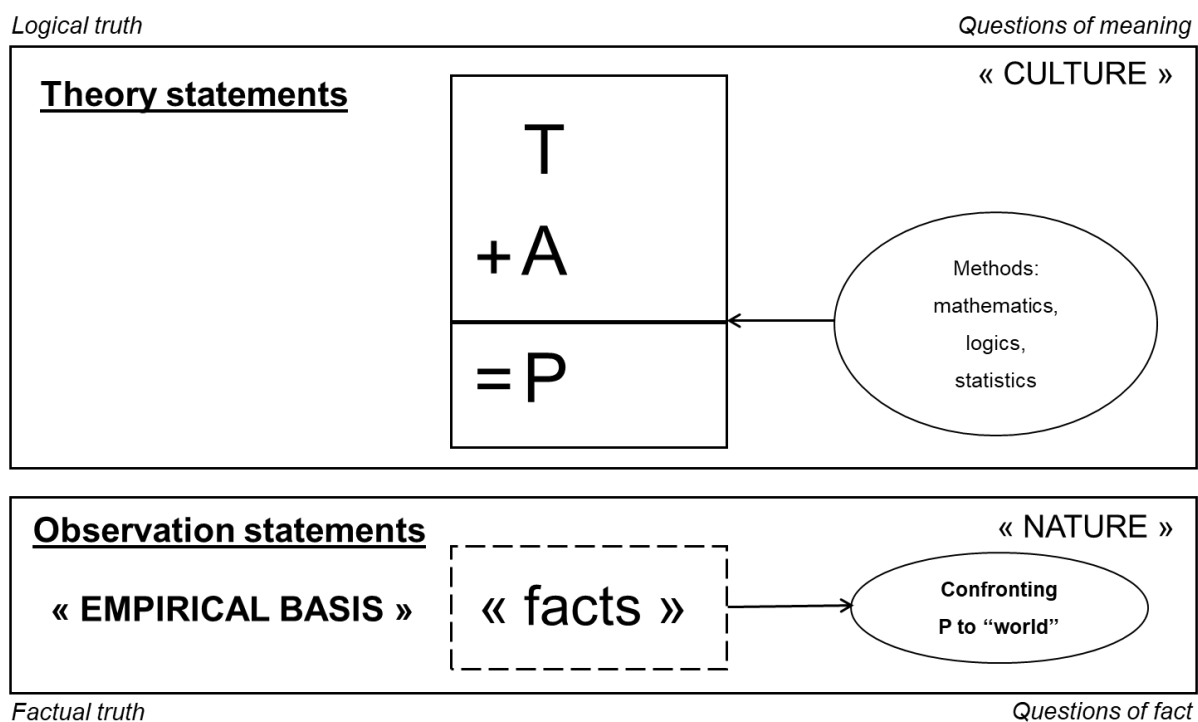 Logical truth
Questions of meaning
Theory statements
« CULTURE »
T
+ A
= P
Methods:
mathematics,
logics,
statistics
Observation statements
« NATURE »
« EMPIRICAL BASIS »
« facts »
Confronting
P to “world”
Factual truth
Questions of fact